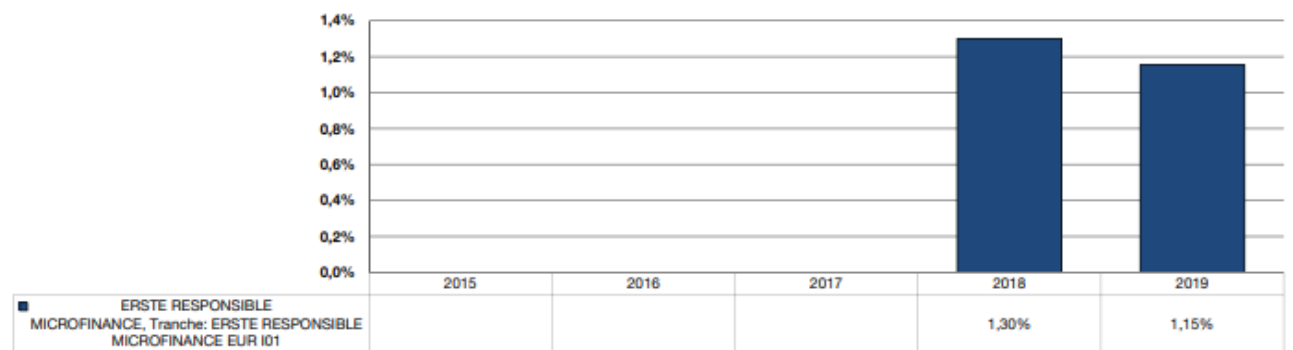 1,4%
1,2%
1,0%
0,8%
0,6%
0,4%
0,2%
0,0%
2015 2016 2017 2018 2019
ERSTE RESPONSIBLE
MICROFINANCE, Tranche: ERSTE RESPONSIBLE
MICROFINANCE EUR I01
1,30% 1,15%